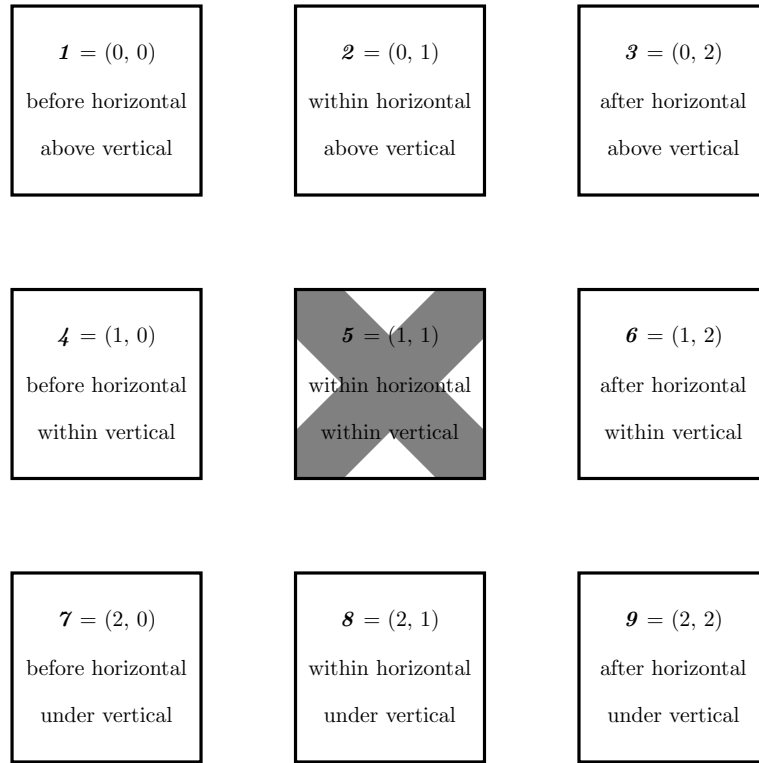 1 = (0, 0)
before horizontal
above vertical
2 = (0, 1)
within horizontal
above vertical
3 = (0, 2)
after horizontal
above vertical
4 = (1, 0)
before horizontal
within vertical
5 = (1, 1)
within horizontal
within vertical
6 = (1, 2)
after horizontal
within vertical
7 = (2, 0)
before horizontal
under vertical
8 = (2, 1)
within horizontal
under vertical
9 = (2, 2)
after horizontal
under vertical